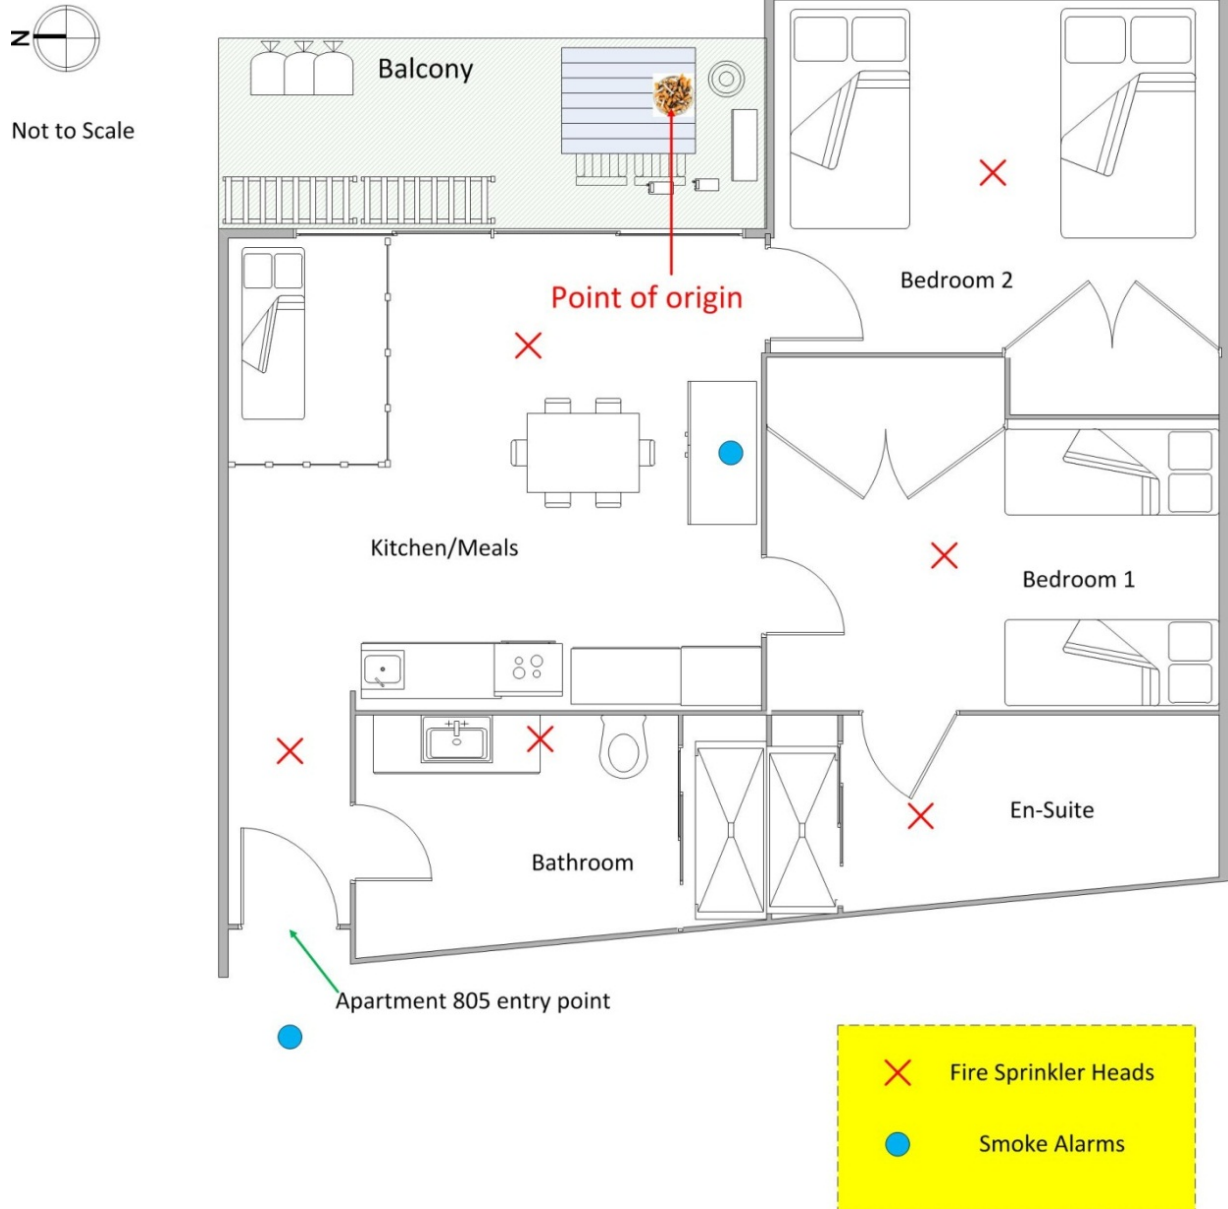 N
Not to Scale
Balcony
Point of origin
Bedroom 2
Kitchen/Meals
Bedroom 1
En-Suite
Bathroom
Apartment 805 entry point
Fire Sprinkler Heads
Smoke Alarms